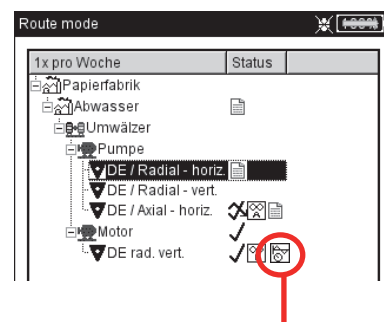 Route mode 100%
1x pro Woche Status
Papierfabrik
Abwasser
Umwälzer
Pumpe
DE / Radial - horiz.
DE / Radial - vert.
DE / Axial - horiz. A
Motor
DE rad. vert.